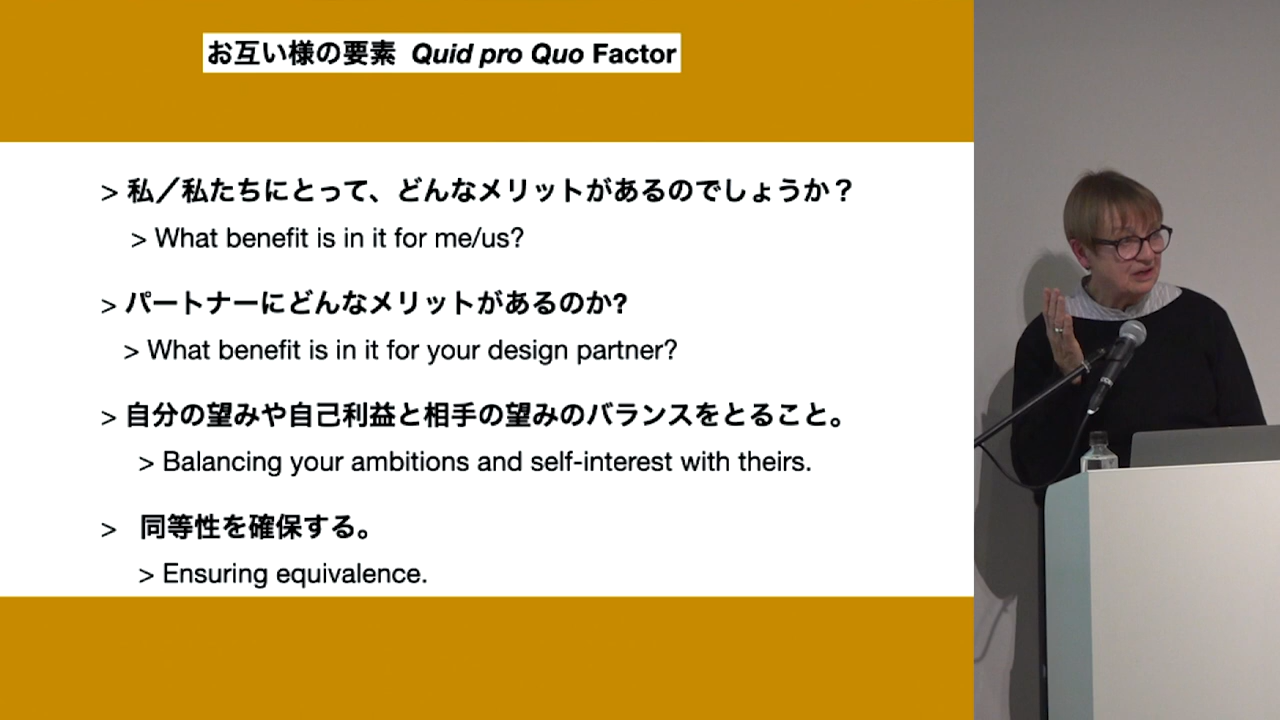 お互い様の要素 Quid pro Quo Factor
> 私／私たちにとって、どんなメリットがあるのでしょうか？
> What benefit is in it for me/us?
> パートナーにどんなメリットがあるのか?
> What benefit is in it for your design partner?
> 自分の望みや自己利益と相手の望みのバランスをとること。
> Balancing your ambitions and self-interest with theirs.
> 同等性を確保する。
> Ensuring equivalence.